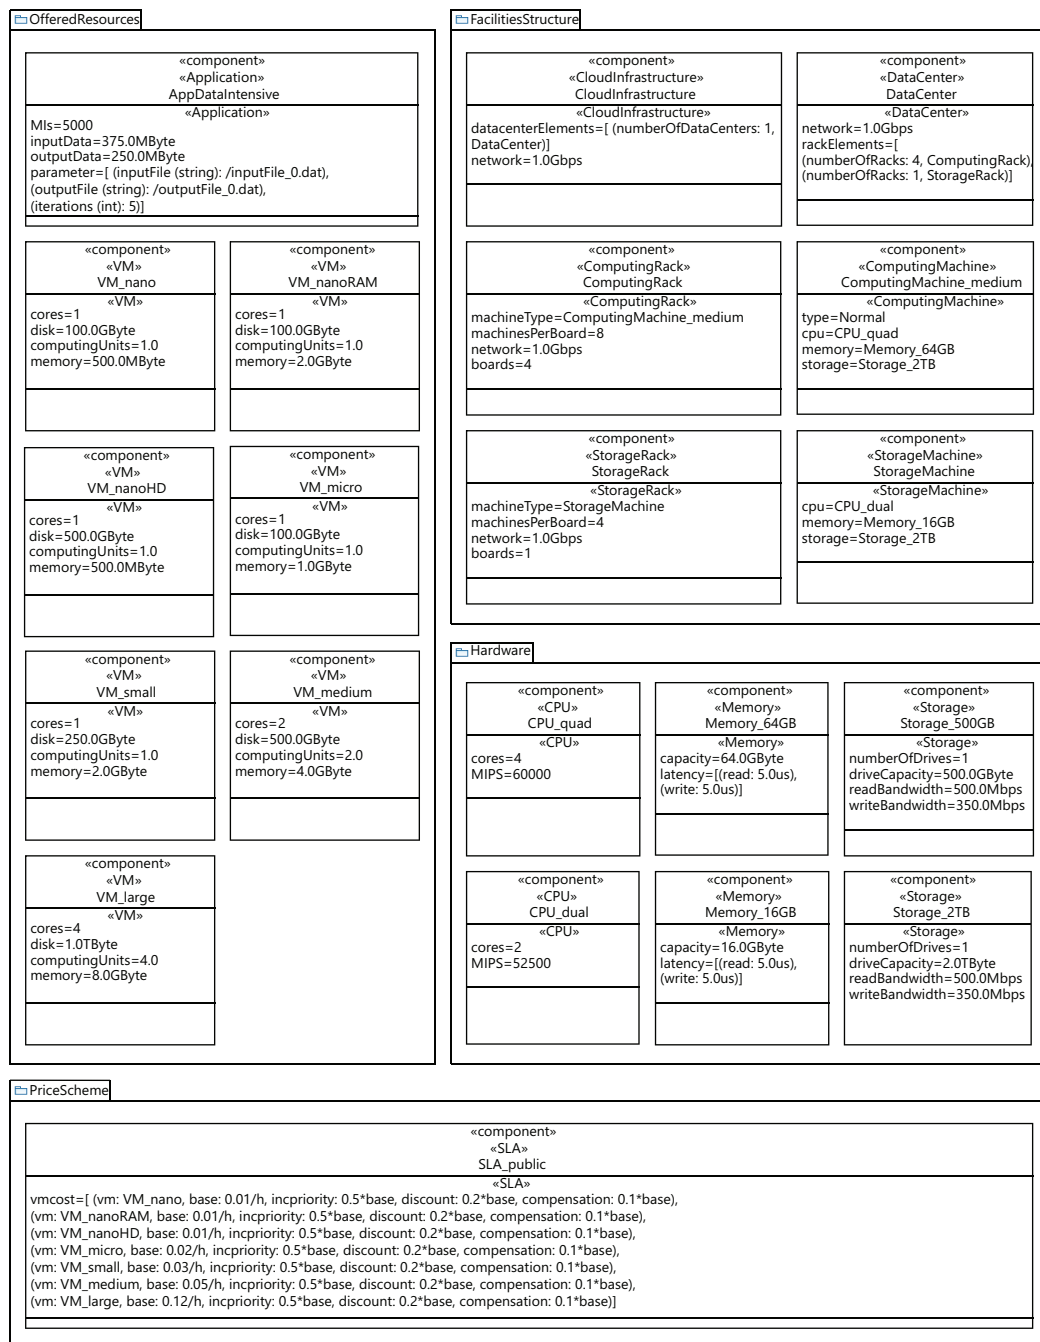 OfferedResources
«component»
«Application»
AppDataIntensive
«Application»
MIs=5000
inputData=375.0MByte
outputData=250.0MByte
parameter=[ (inputFile (string): /inputFile_0.dat),
(outputFile (string): /outputFile_0.dat),
(iterations (int): 5)]
«component»
«VM»
VM_nano
«VM»
cores=1
disk=100.0GByte
computingUnits=1.0
memory=500.0MByte
«component»
«VM»
VM_nanoRAM
«VM»
cores=1
disk=100.0GByte
computingUnits=1.0
memory=2.0GByte
«component»
«VM»
VM_nanoHD
«VM»
cores=1
disk=500.0GByte
computingUnits=1.0
memory=500.0MByte
«component»
«VM»
VM_micro
«VM»
cores=1
disk=100.0GByte
computingUnits=1.0
memory=1.0GByte
«component»
«VM»
VM_small
«VM»
cores=1
disk=250.0GByte
computingUnits=1.0
memory=2.0GByte
«component»
«VM»
VM_medium
«VM»
cores=2
disk=500.0GByte
computingUnits=2.0
memory=4.0GByte
«component»
«VM»
VM_large
«VM»
cores=4
disk=1.0TByte
computingUnits=4.0
memory=8.0GByte
FacilitiesStructure
«component»
«CloudInfrastructure»
CloudInfrastructure
«CloudInfrastructure»
datacenterElements=[ (numberOfDataCenters: 1,
DataCenter)]
network=1.0Gbps
«component»
«DataCenter»
DataCenter
«DataCenter»
network=1.0Gbps
rackElements=[
(numberOfRacks: 4, ComputingRack),
(numberOfRacks: 1, StorageRack)]
«component»
«ComputingRack»
ComputingRack
«ComputingRack»
machineType=ComputingMachine_medium
machinesPerBoard=8
network=1.0Gbps
boards=4
«component»
«ComputingMachine»
ComputingMachine_medium
«ComputingMachine»
type=Normal
cpu=CPU_quad
memory=Memory_64GB
storage=Storage_2TB
«component»
«StorageRack»
StorageRack
«StorageRack»
machineType=StorageMachine
machinesPerBoard=4
network=1.0Gbps
boards=1
«component»
«StorageMachine»
StorageMachine
«StorageMachine»
cpu=CPU_dual
memory=Memory_16GB
storage=Storage_2TB
Hardware
«component»
«CPU»
CPU_quad
«CPU»
cores=4
MIPS=60000
«component»
«Memory»
Memory_64GB
«Memory»
capacity=64.0GByte
latency=[(read: 5.0us),
(write: 5.0us)]
«component»
«Storage»
Storage_500GB
«Storage»
numberOfDrives=1
driveCapacity=500.0GByte
readBandwidth=500.0Mbps
writeBandwidth=350.0Mbps
«component»
«CPU»
CPU_dual
«CPU»
cores=2
MIPS=52500
«component»
«Memory»
Memory_16GB
«Memory»
capacity=16.0GByte
latency=[(read: 5.0us),
(write: 5.0us)]
«component»
«Storage»
Storage_2TB
«Storage»
numberOfDrives=1
driveCapacity=2.0TByte
readBandwidth=500.0Mbps
writeBandwidth=350.0Mbps
PriceScheme
«component»
«SLA»
SLA_public
«SLA»
vmcost=[ (vm: VM_nano, base: 0.01/h, incpriority: 0.5*base, discount: 0.2*base, compensation: 0.1*base),
(vm: VM_nanoRAM, base: 0.01/h, incpriority: 0.5*base, discount: 0.2*base, compensation: 0.1*base),
(vm: VM_nanoHD, base: 0.01/h, incpriority: 0.5*base, discount: 0.2*base, compensation: 0.1*base),
(vm: VM_micro, base: 0.02/h, incpriority: 0.5*base, discount: 0.2*base, compensation: 0.1*base),
(vm: VM_small, base: 0.03/h, incpriority: 0.5*base, discount: 0.2*base, compensation: 0.1*base),
(vm: VM_medium, base: 0.05/h, incpriority: 0.5*base, discount: 0.2*base, compensation: 0.1*base),
(vm: VM_large, base: 0.12/h, incpriority: 0.5*base, discount: 0.2*base, compensation: 0.1*base)]